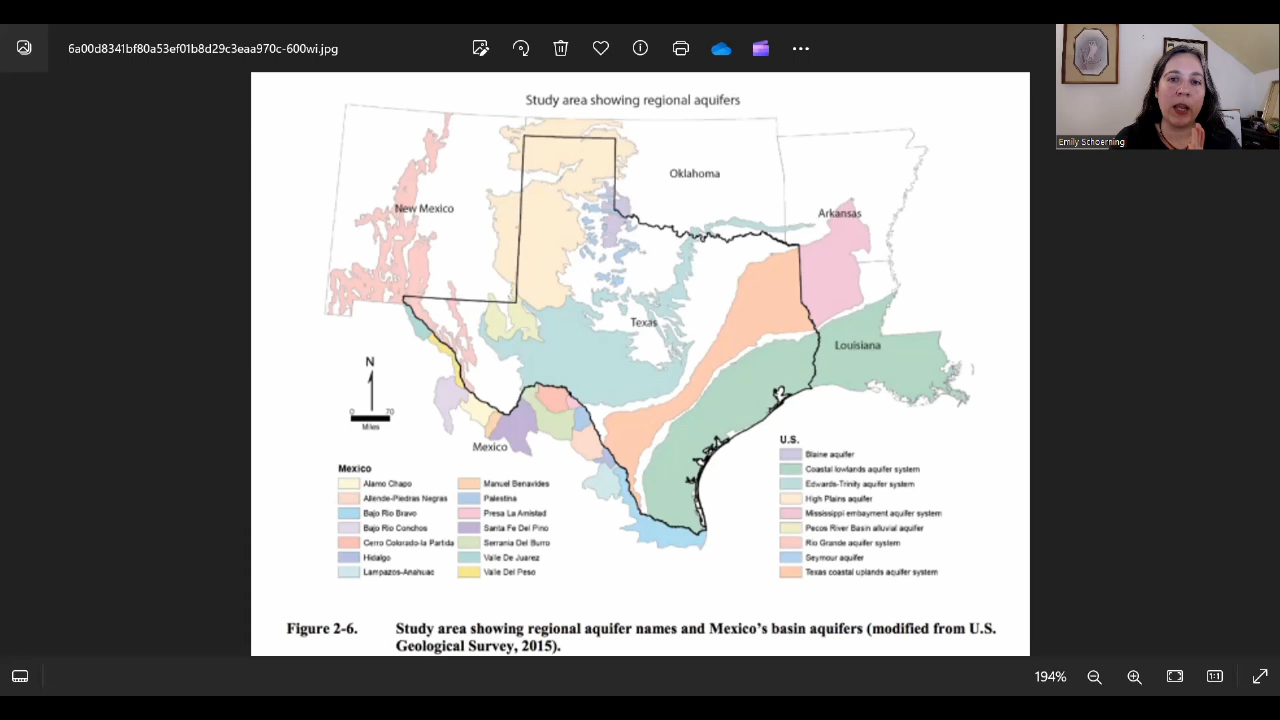 6a00d8341bf80a53ef01b8d29c3eaa970c-600wi.jpg
Emily Schoerning
Study area showing regional aquifers
Oklahoma
New Mexico
Arkansas
Texas
Louisiana
N
0 70
Miles
Mexico
Mexico
Alamo Chapo
Allende-Piedras Negras
Bajo Rio Bravo
Bajo Rio Conchos
Cerro Colorado-la Partida
Hidalgo
Lampazos-Anahuac
Manuel Benavides
Palestina
Presa La Amistad
Santa Fe Del Pino
Serrania Del Burro
Valle De Juarez
Valle Del Peso
U.S.
Blaine aquifer
Coastal lowlands aquifer system
Edwards-Trinity aquifer system
High Plains aquifer
Mississippi embayment aquifer system
Pecos River Basin alluvial aquifer
Rio Grande aquifer system
Seymour aquifer
Texas coastal uplands aquifer system
Figure 2-6. Study area showing regional aquifer names and Mexico's basin aquifers (modified from U.S.
Geological Survey, 2015).
194%
1:1